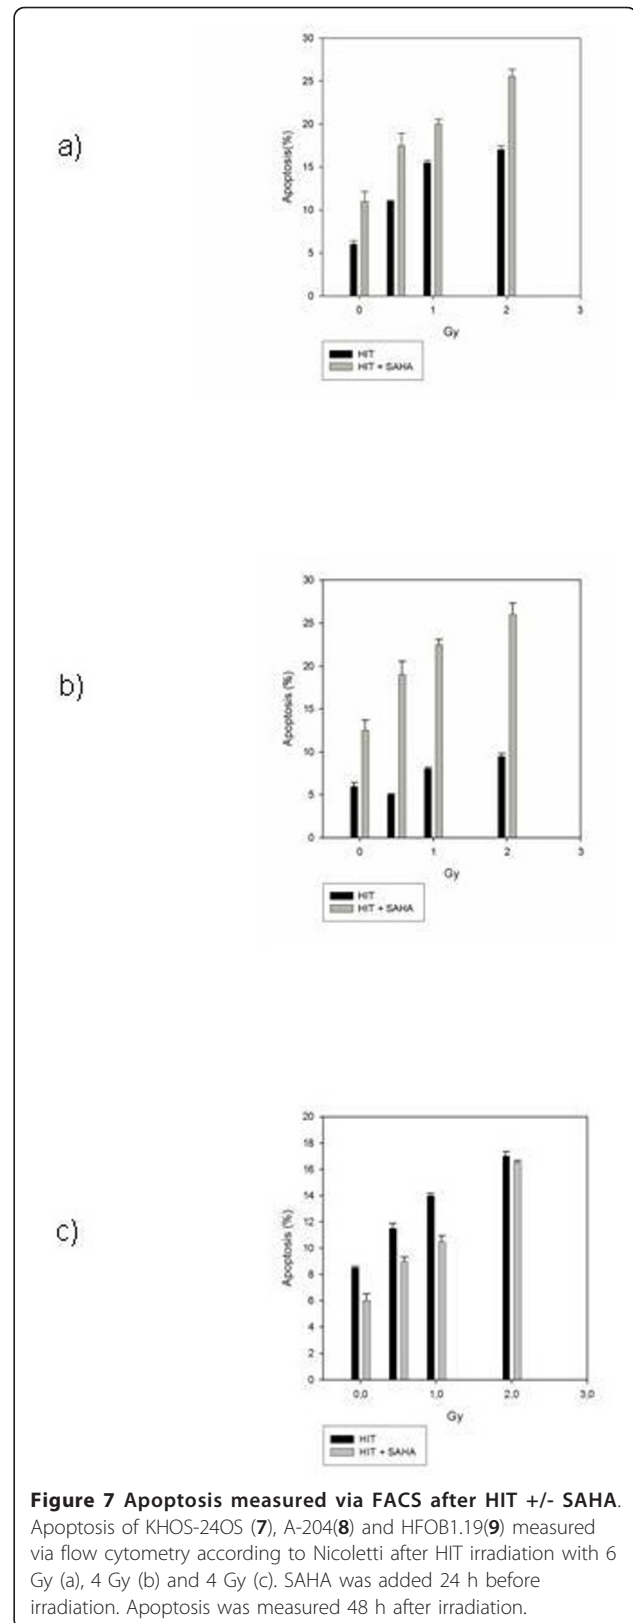 a)
30
25
20
15
10
5
0
Apoptosis(%)
0 1 2 3
Gy
HIT
HIT + SAHA
b)
30
25
20
15
10
5
0
Apoptosis (%)
0 1 2 3
Gy
HIT
HIT + SAHA
c)
20
18
16
14
12
10
8
6
4
2
0
Apoptosis (%)
0,0 1,0 2,0 3,0
Gy
HIT
HIT + SAHA
Figure 7 Apoptosis measured via FACS after HIT +/- SAHA.
Apoptosis of KHOS-24OS (7), A-204(8) and HFOB1.19(9) measured
via flow cytometry according to Nicoletti after HIT irradiation with 6
Gy (a), 4 Gy (b) and 4 Gy (c). SAHA was added 24 h before
irradiation. Apoptosis was measured 48 h after irradiation.